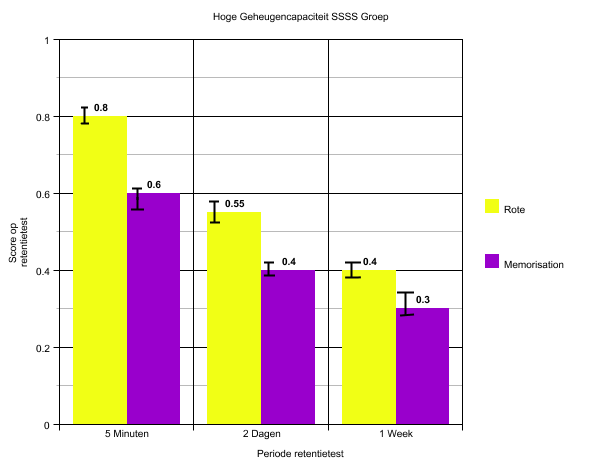 Hoge Geheugencapaciteit SSSS Groep
1
0.8
0.6
0.4
0.2
0
Score op
retentietest
0.8
0.6
0.55
0.4
0.4
0.3
5 Minuten
2 Dagen
1 Week
Periode retentietest
Rote
Memorisation